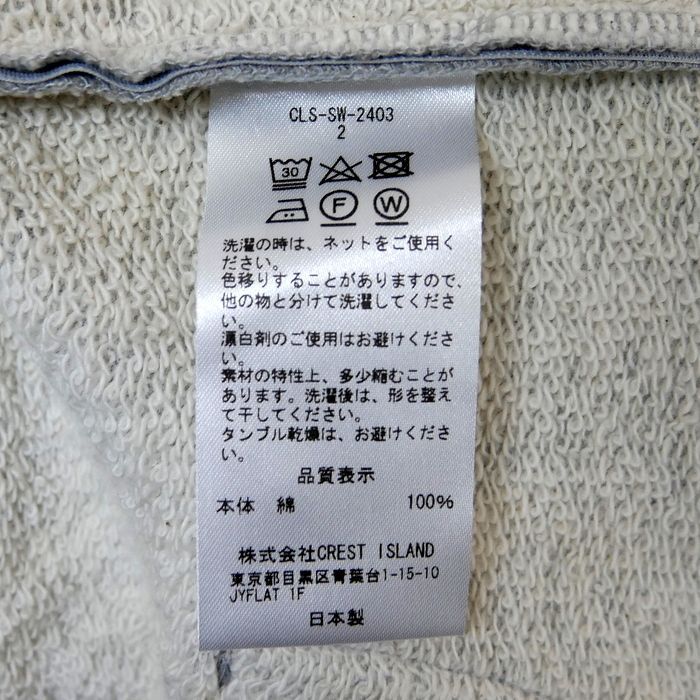 CLS-SW-2403
2
30
F W
洗濯の時は、ネットをご使用く
ださい。
色移りすることがありますので、
他の物と分けて洗濯してくださ
い。
漂白剤のご使用はお避けくださ
い。
素材の特性上、多少縮むことが
あります。洗濯後は、形を整え
て干してください。
タンブル乾燥は、お避けくださ
い。
品質表示
本体 綿 100%
株式会社CREST ISLAND
東京都目黒区青葉台1-15-10
JYFLAT 1F
日本製